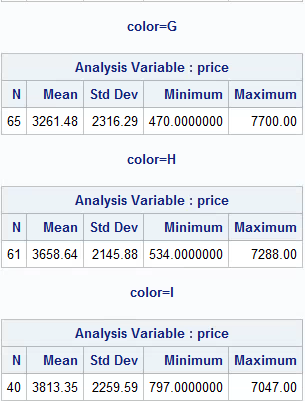 color=G
Analysis Variable : price
N Mean Std Dev Minimum Maximum
65 3261.48 2316.29 470.0000000 7700.00
color=H
Analysis Variable : price
N Mean Std Dev Minimum Maximum
61 3658.64 2145.88 534.0000000 7288.00
color=I
Analysis Variable : price
N Mean Std Dev Minimum Maximum
40 3813.35 2259.59 797.0000000 7047.00